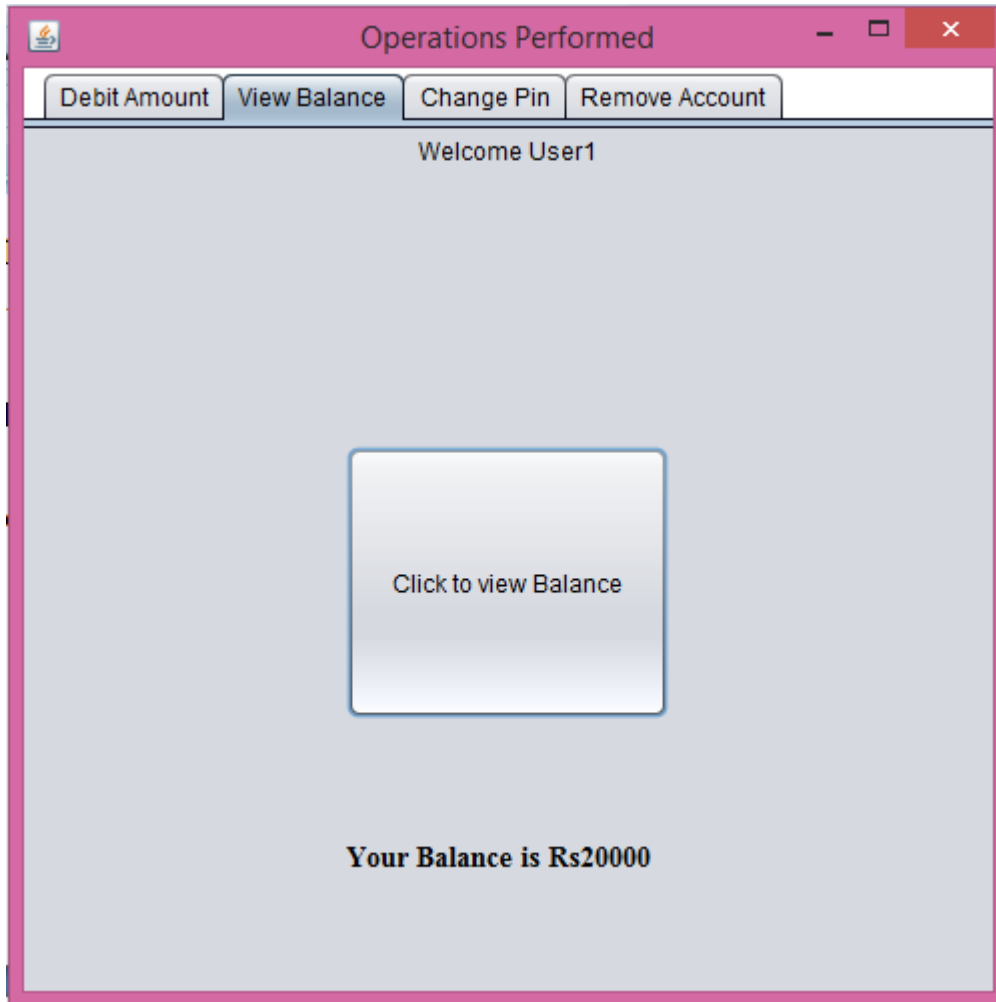 Operations Performed
Debit Amount View Balance Change Pin Remove Account
Welcome User1
Click to view Balance
Your Balance is Rs20000